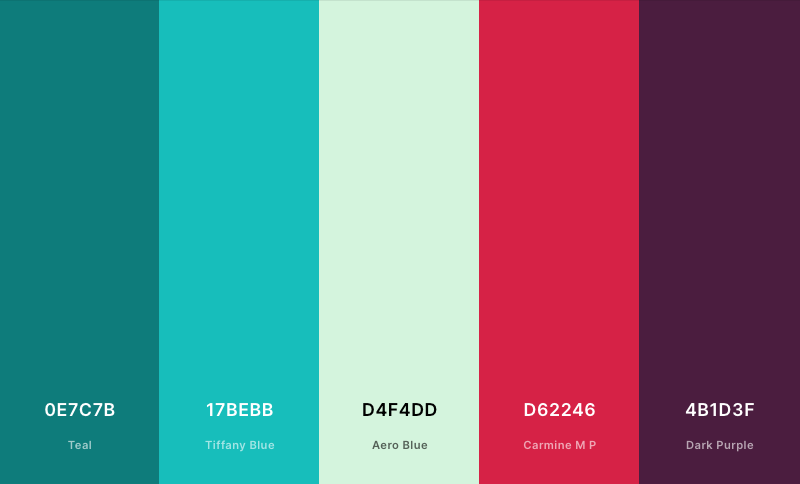 0E7C7B
Teal
17BEBB
Tiffany Blue
D4F4DD
Aero Blue
D62246
Carmine M P
4B1D3F
Dark Purple